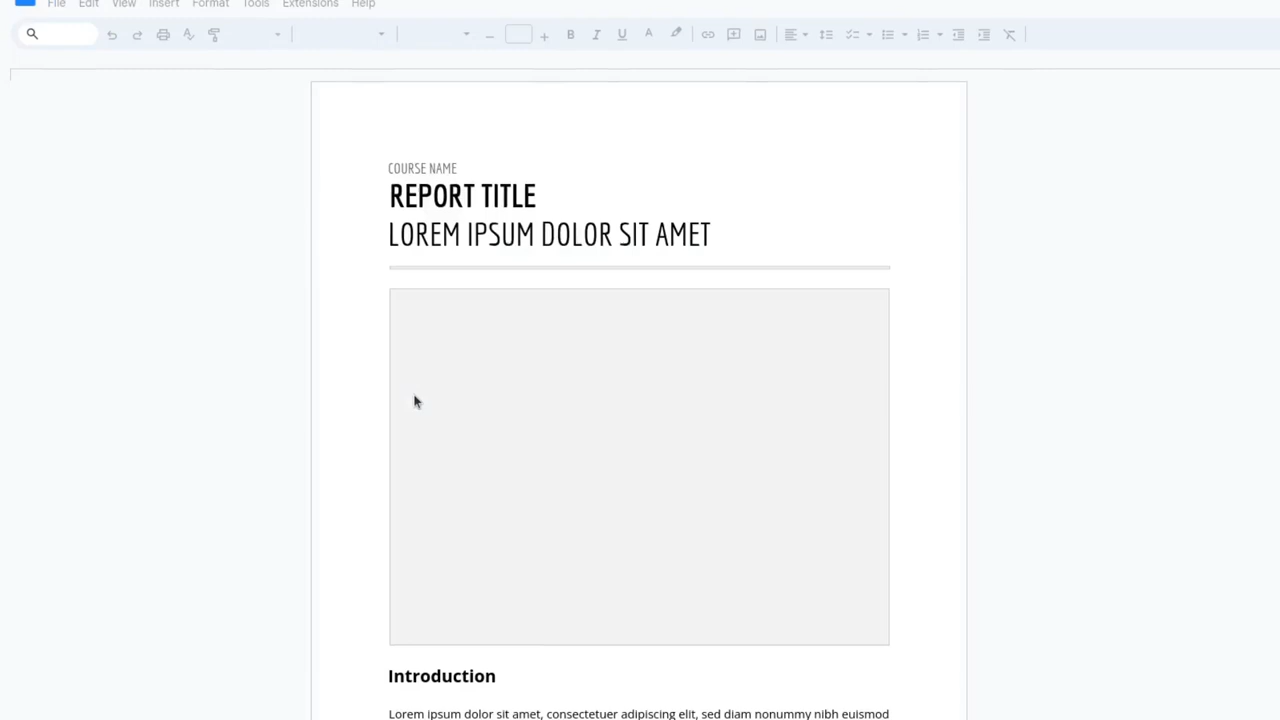 File Edit View Insert Format Tools Extensions Help
COURSE NAME
REPORT TITLE
LOREM IPSUM DOLOR SIT AMET
Introduction
Lorem ipsum dolor sit amet, consectetuer adipiscing elit, sed diam nonummy nibh euismod